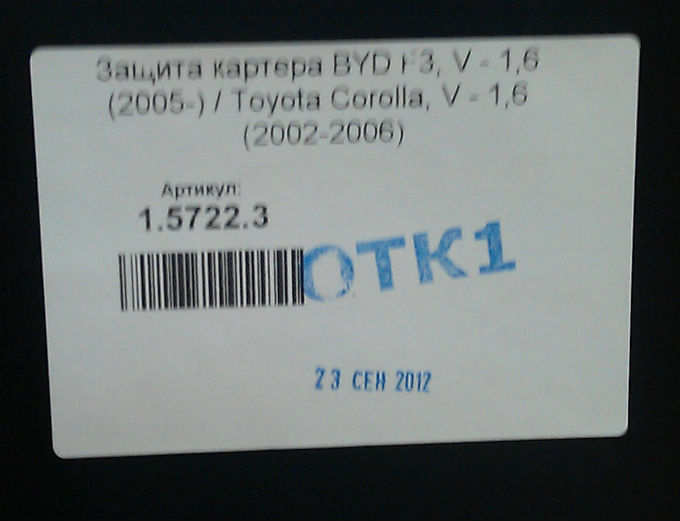 Защита картера BYD F3, V - 1,6
(2005-) / Toyota Corolla, V - 1,6
(2002-2006)
Артикул:
1.5722.3
ОТК1
23 СЕН 2012